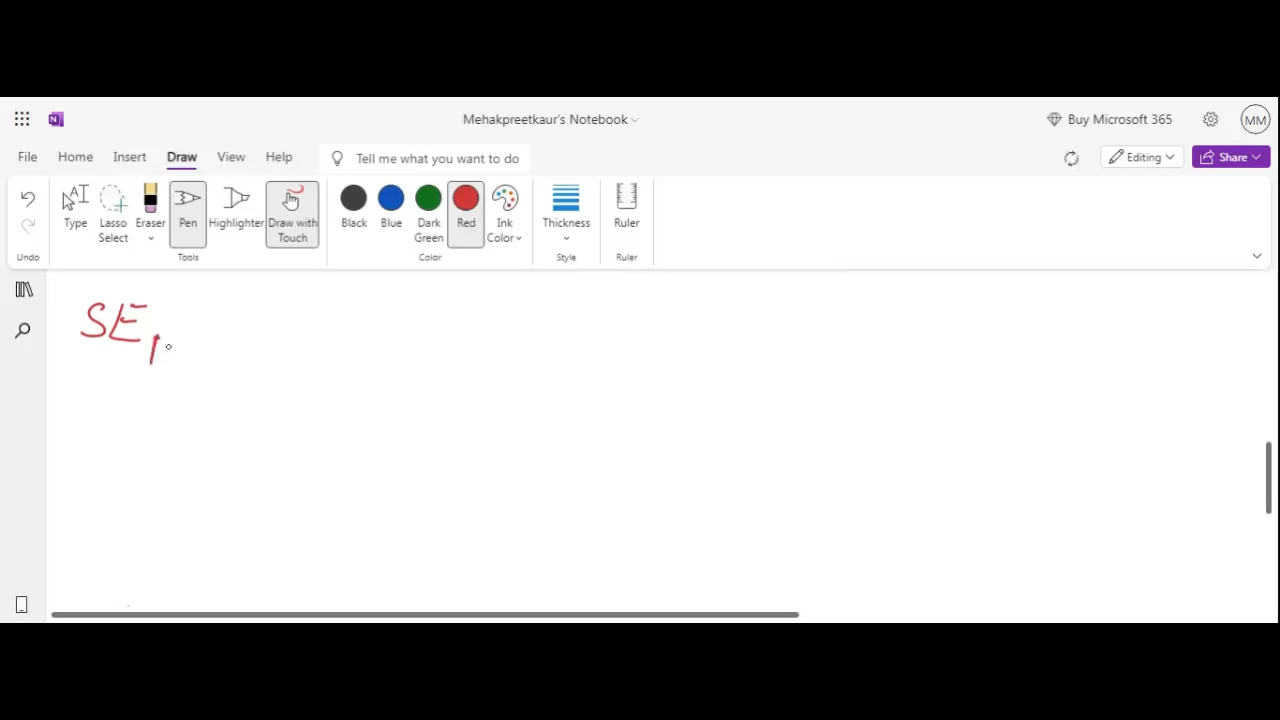 Mehakpreetkaur's Notebook
Buy Microsoft 365
MM
File Home Insert Draw View Help Tell me what you want to do Editing Share
Type Lasso Select Eraser Pen Highlighter Draw with Touch Black Blue Dark Green Red Ink Color Thickness Ruler
Undo Tools Color Style Ruler
SE